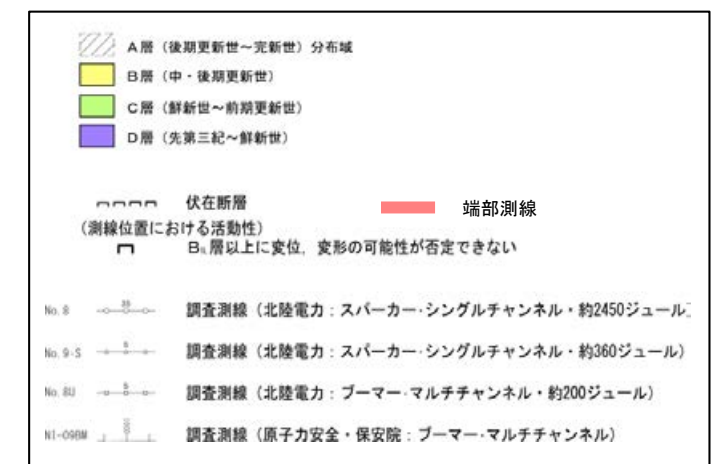 A層（後期更新世～完新世）分布域
B層（中・後期更新世）
C層（鮮新世～前期更新世）
D層（先第三紀～鮮新世）
伏在断層 端部測線
（測線位置における活動性）
B1層以上に変位，変形の可能性が否定できない
No. 8 調査測線（北陸電力：スパーカー・シングルチャンネル・約2450ジュール）
No. 9-S 調査測線（北陸電力：スパーカー・シングルチャンネル・約360ジュール）
No. 8U 調査測線（北陸電力：ブーマー・マルチチャンネル・約200ジュール）
N1-09BM 調査測線（原子力安全・保安院：ブーマー・マルチチャンネル）